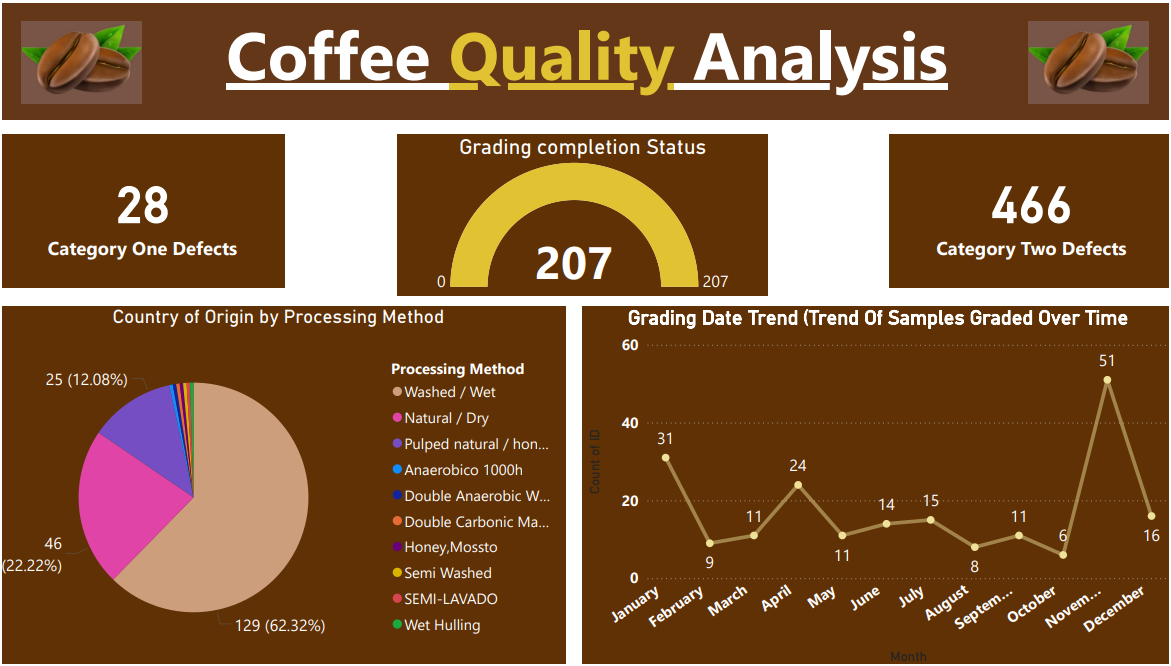 Coffee Quality Analysis
28
Category One Defects
Grading completion Status
207
0
207
466
Category Two Defects
Country of Origin by Processing Method
25 (12.08%)
46
(22.22%)
129 (62.32%)
Processing Method
Washed / Wet
Natural / Dry
Pulped natural / hon...
Anaerobico 1000h
Double Anaerobic W...
Double Carbonic Ma...
Honey,Mossto
Semi Washed
SEMI-LAVADO
Wet Hulling
Grading Date Trend (Trend Of Samples Graded Over Time
Count of ID
60
40
20
0
31
9
11
24
11
14
15
8
11
6
51
16
January
February
March
April
May
June
July
August
Septem...
October
Novem...
December
Month